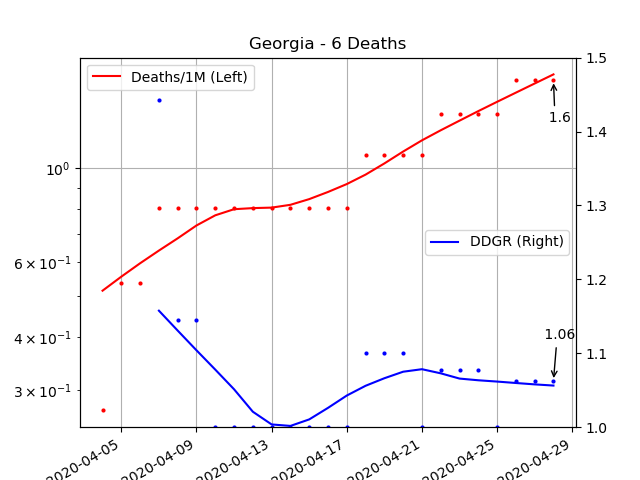 Georgia - 6 Deaths
Deaths/1M (Left)
DDGR (Right)
1.6
1.06
10⁰
6 × 10⁻¹
4 × 10⁻¹
3 × 10⁻¹
1.5
1.4
1.3
1.2
1.1
1.0
2020-04-05
2020-04-09
2020-04-13
2020-04-17
2020-04-21
2020-04-25
2020-04-29